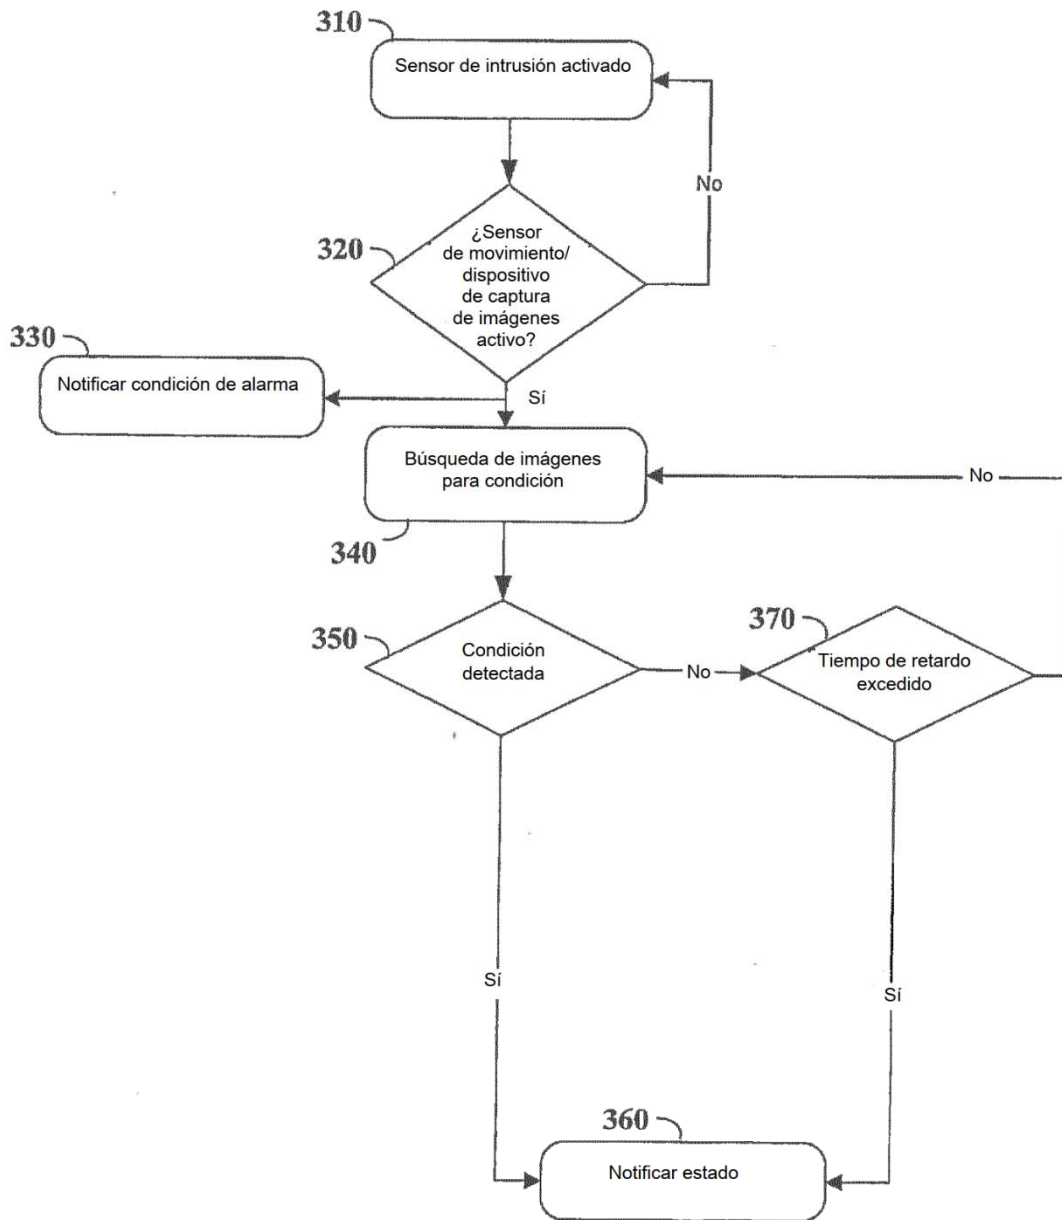 310
Sensor de intrusión activado
No
320
¿Sensor
de movimiento/
dispositivo
de captura
de imágenes
activo?
330
Notificar condición de alarma
Sí
Búsqueda de imágenes
para condición
No
340
350
Condición
detectada
No
370
Tiempo de retardo
excedido
Sí
Sí
360
Notificar estado